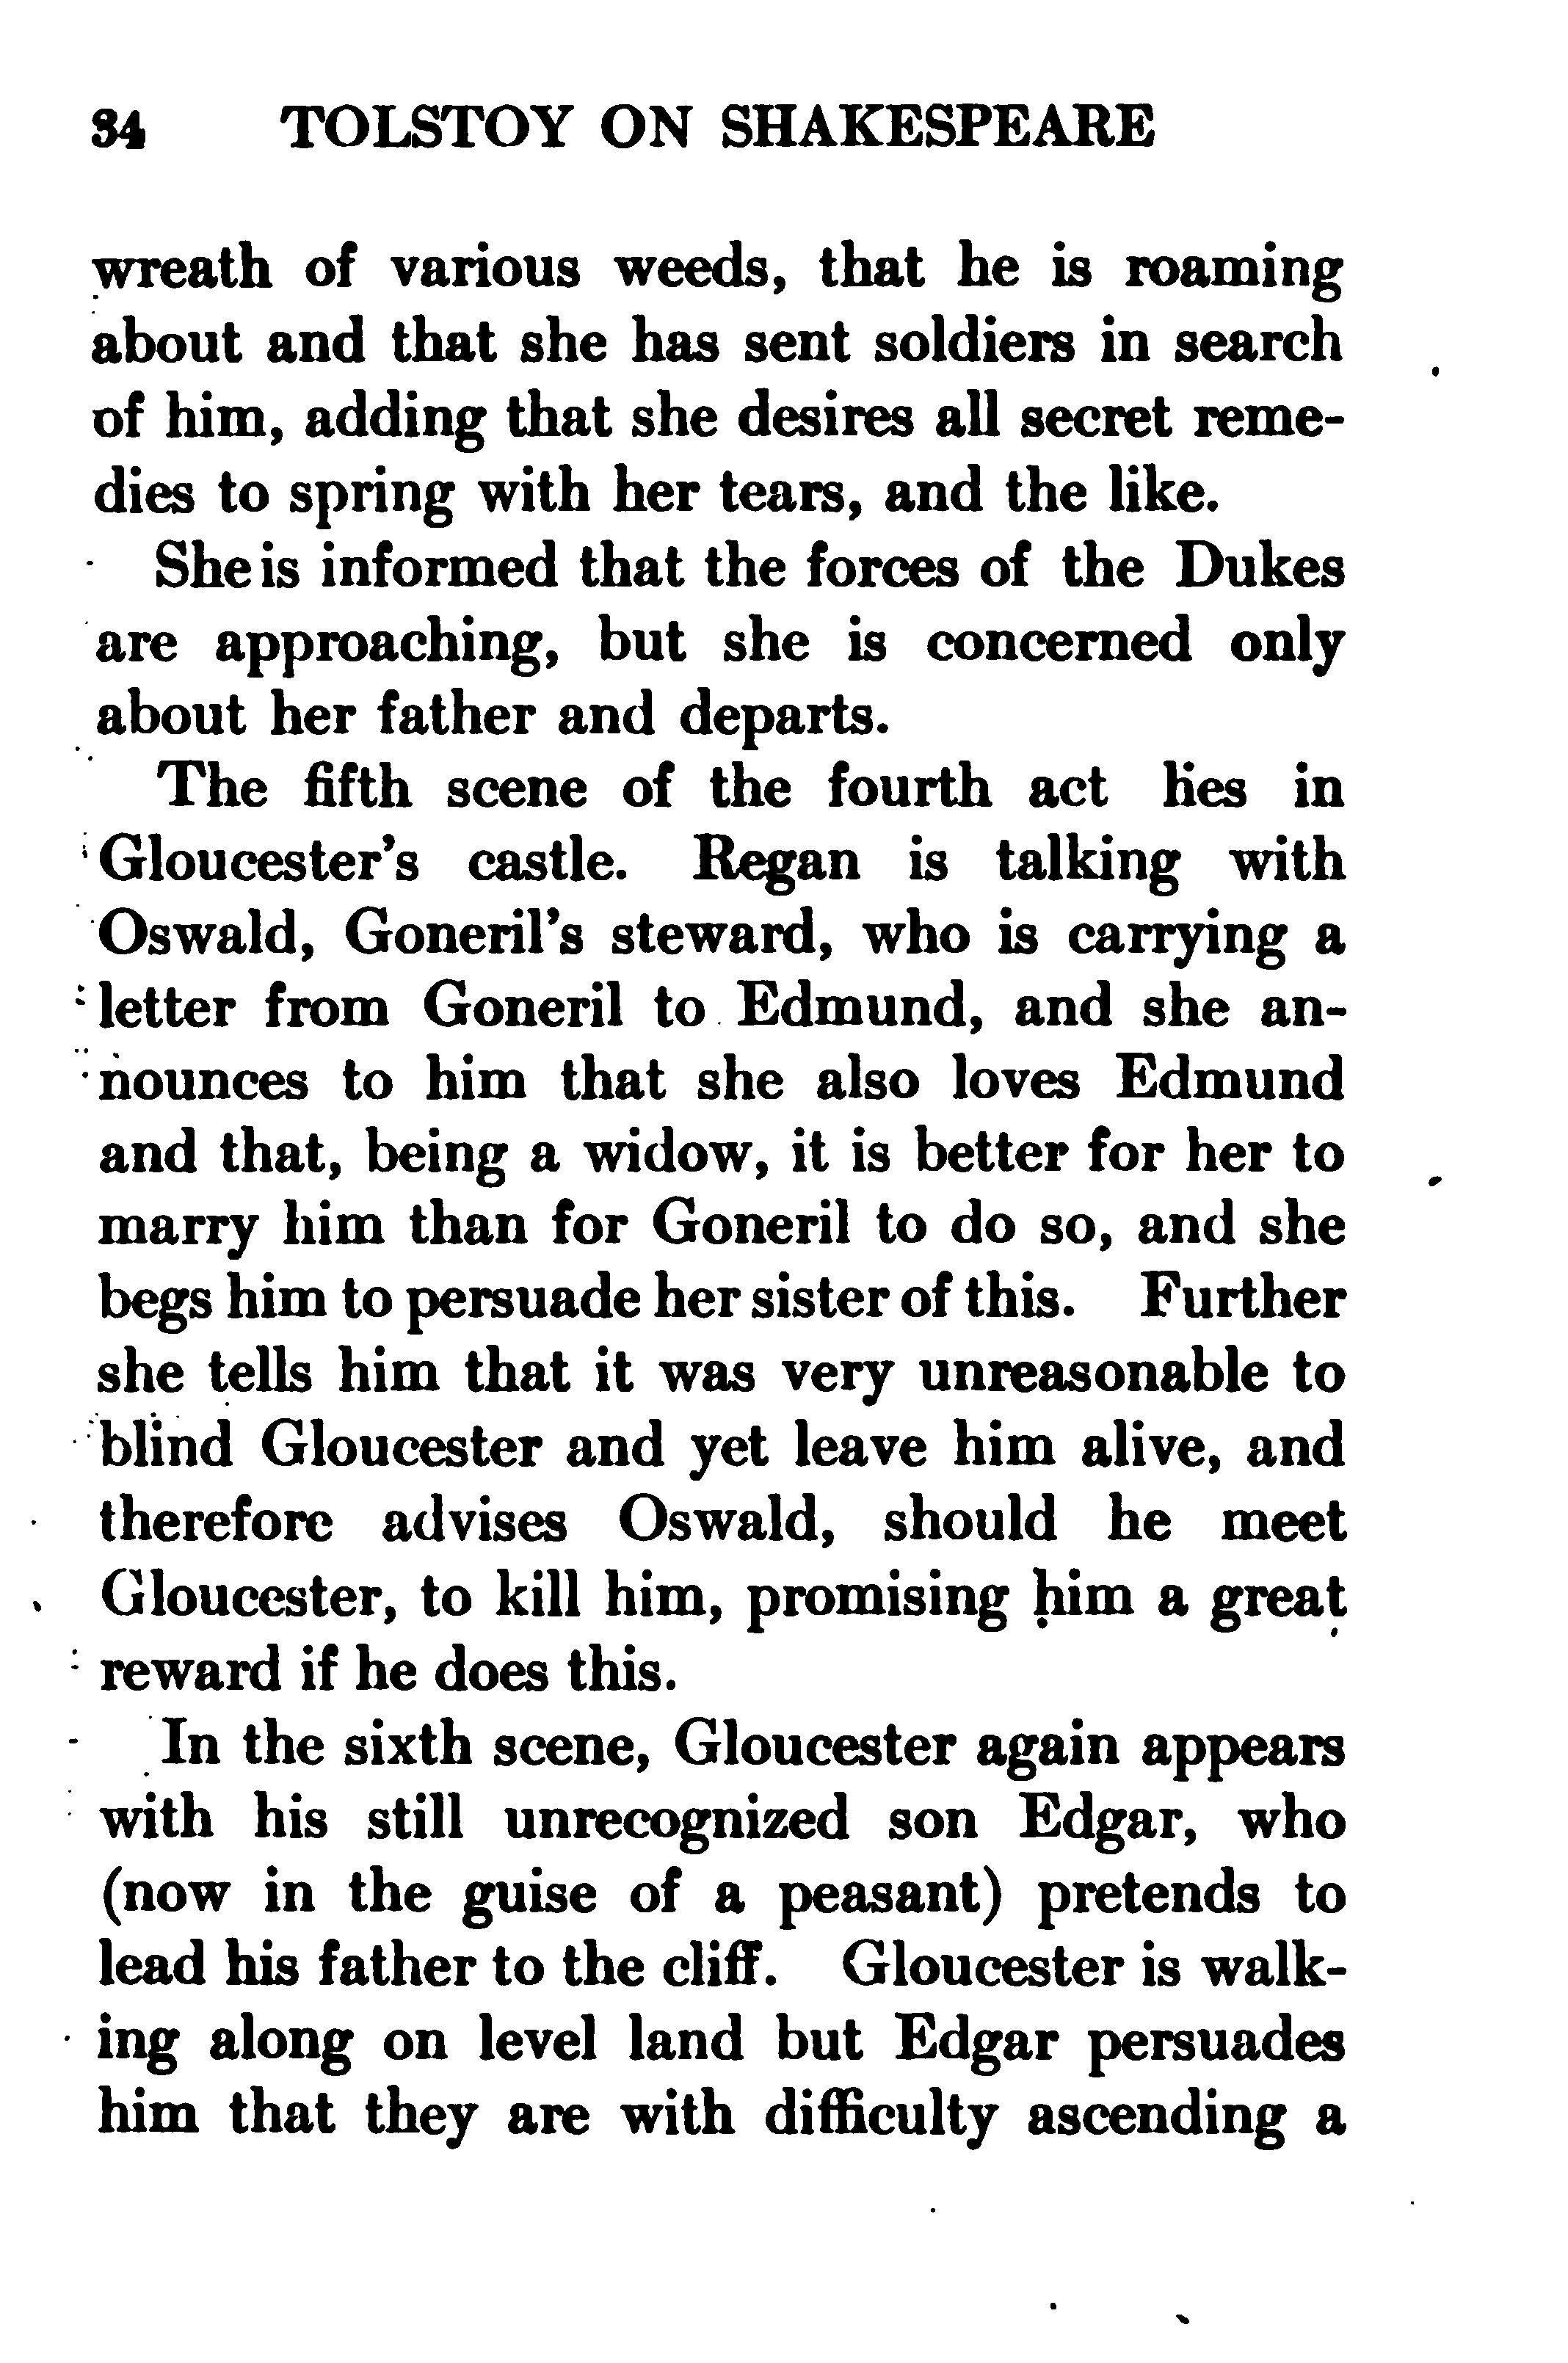 34 TOLSTOY ON SHAKESPEARE
wreath of various weeds, that he is roaming
about and that she has sent soldiers in search
of him, adding that she desires all secret reme-
dies to spring with her tears, and the like.
She is informed that the forces of the Dukes
are approaching, but she is concerned only
about her father and departs.
The fifth scene of the fourth act lies in
Gloucester's castle. Regan is talking with
Oswald, Goneril's steward, who is carrying a
letter from Goneril to Edmund, and she an-
nounces to him that she also loves Edmund
and that, being a widow, it is better for her to
marry him than for Goneril to do so, and she
begs him to persuade her sister of this. Further
she tells him that it was very unreasonable to
blind Gloucester and yet leave him alive, and
therefore advises Oswald, should he meet
Gloucester, to kill him, promising him a great
reward if he does this.
In the sixth scene, Gloucester again appears
with his still unrecognized son Edgar, who
(now in the guise of a peasant) pretends to
lead his father to the cliff. Gloucester is walk-
ing along on level land but Edgar persuades
him that they are with difficulty ascending a